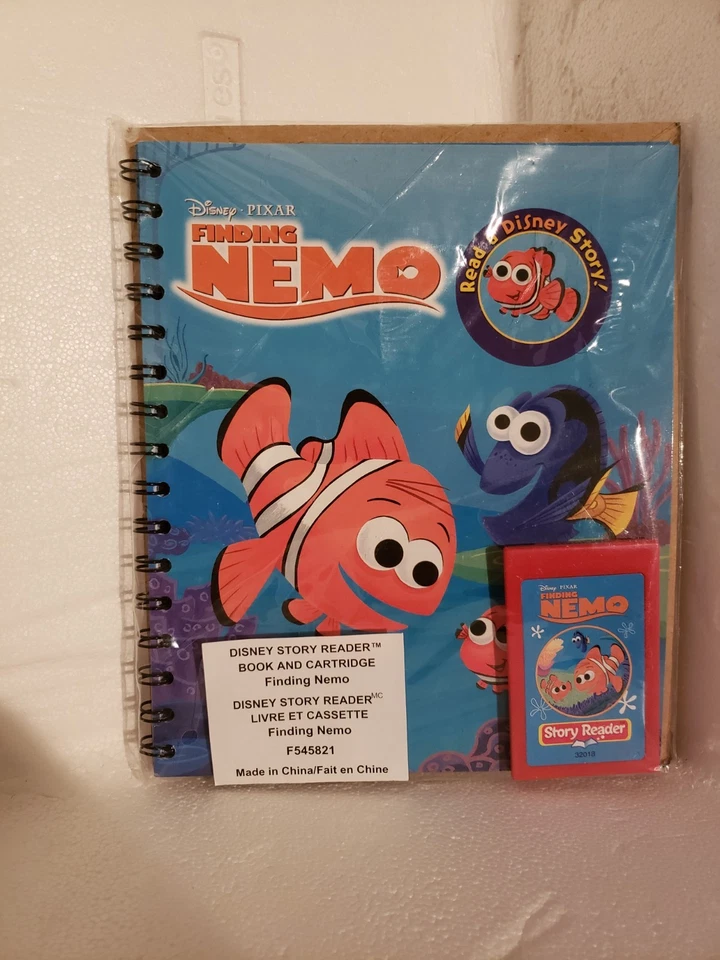 Disney · PIXAR
FINDING
NEMO
Read a Disney Story!
DISNEY STORY READER™
BOOK AND CARTRIDGE
Finding Nemo
DISNEY STORY READER MC
LIVRE ET CASSETTE
Finding Nemo
F545821
Made in China/Fait en Chine
Disney · PIXAR
FINDING
NEMO
Story Reader
32019